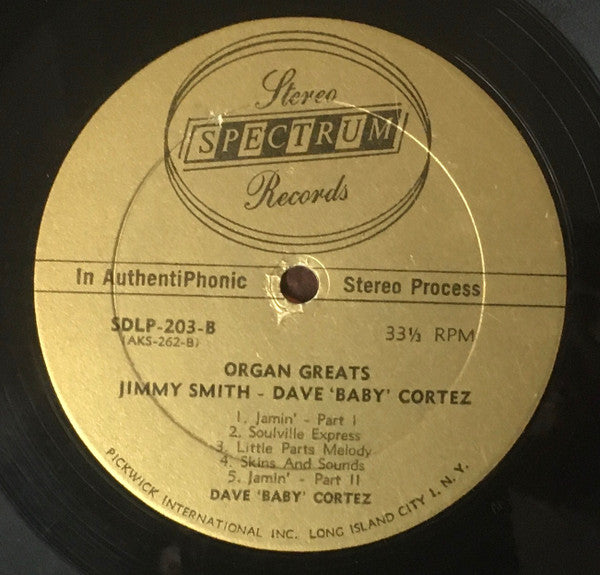 Stereo
SPECTRUM
Records
In AuthentiPhonic Stereo Process
SDLP-203-B 33⅓ RPM
(AKS-262-B)
ORGAN GREATS
JIMMY SMITH - DAVE 'BABY' CORTEZ
1. Jamin' - Part I
2. Soulville Express
3. Little Parts Melody
4. Skins And Sounds
5. Jamin' - Part II
DAVE 'BABY' CORTEZ
PICKWICK INTERNATIONAL INC. LONG ISLAND CITY 1, N. Y.